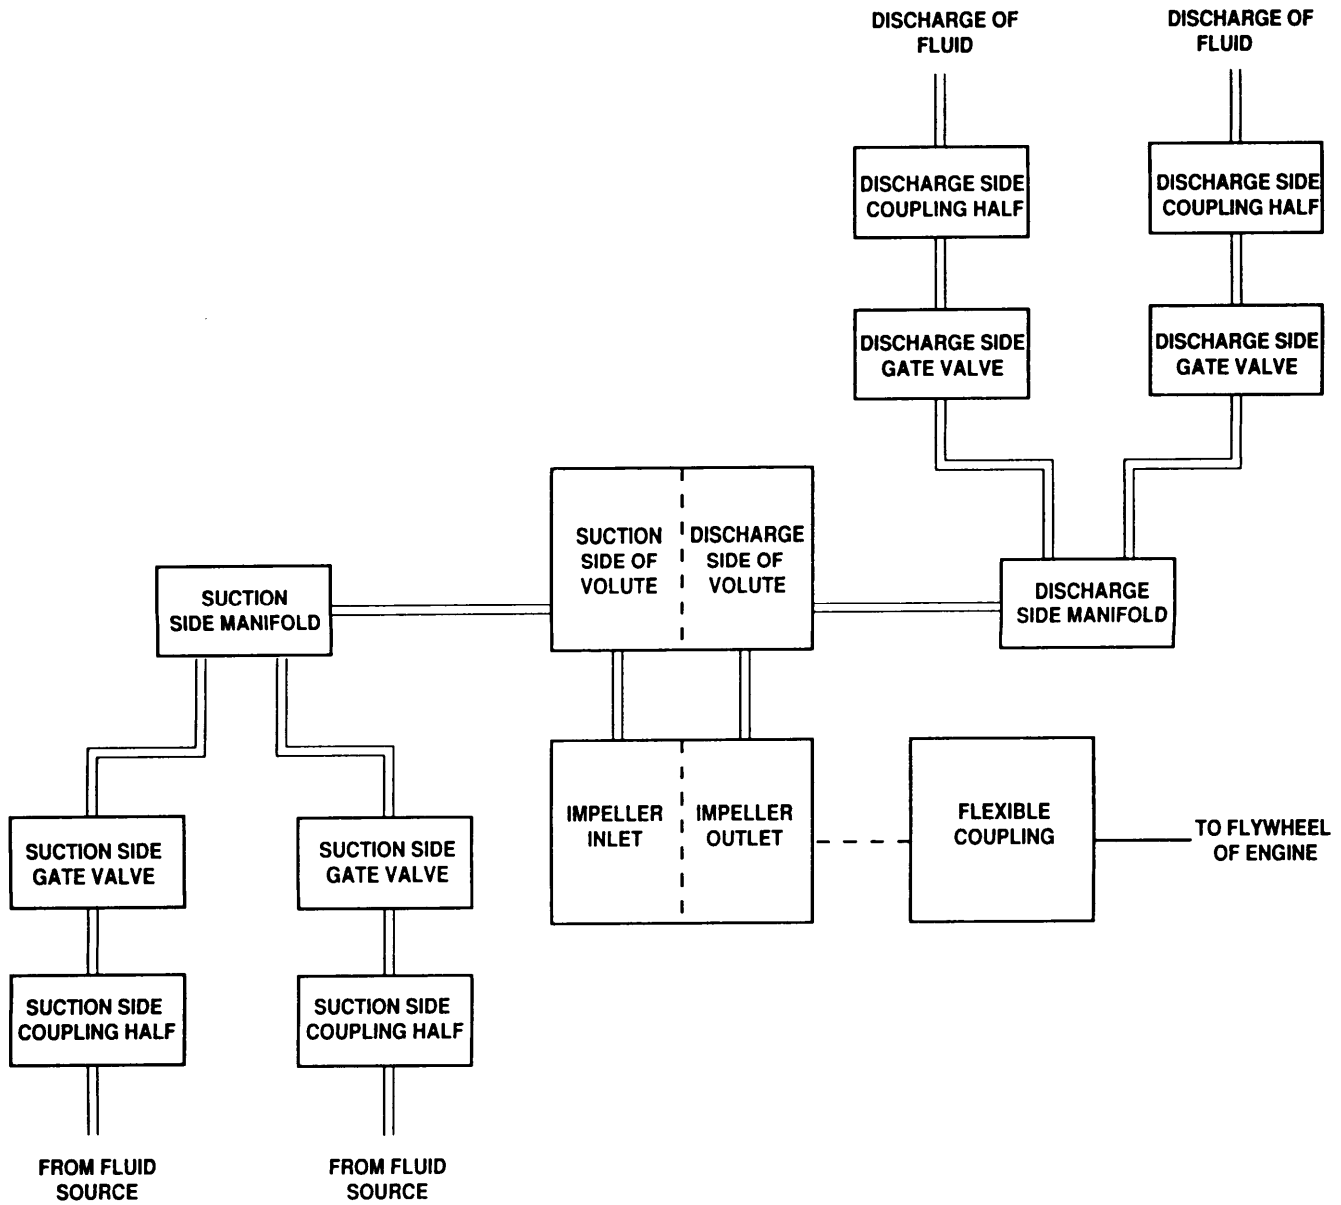 DISCHARGE OF
FLUID
DISCHARGE OF
FLUID
DISCHARGE SIDE
COUPLING HALF
DISCHARGE SIDE
COUPLING HALF
DISCHARGE SIDE
GATE VALVE
DISCHARGE SIDE
GATE VALVE
SUCTION
SIDE OF
VOLUTE
DISCHARGE
SIDE OF
VOLUTE
SUCTION
SIDE MANIFOLD
DISCHARGE
SIDE MANIFOLD
IMPELLER
INLET
IMPELLER
OUTLET
FLEXIBLE
COUPLING
TO FLYWHEEL
OF ENGINE
SUCTION SIDE
GATE VALVE
SUCTION SIDE
GATE VALVE
SUCTION SIDE
COUPLING HALF
SUCTION SIDE
COUPLING HALF
FROM FLUID
SOURCE
FROM FLUID
SOURCE